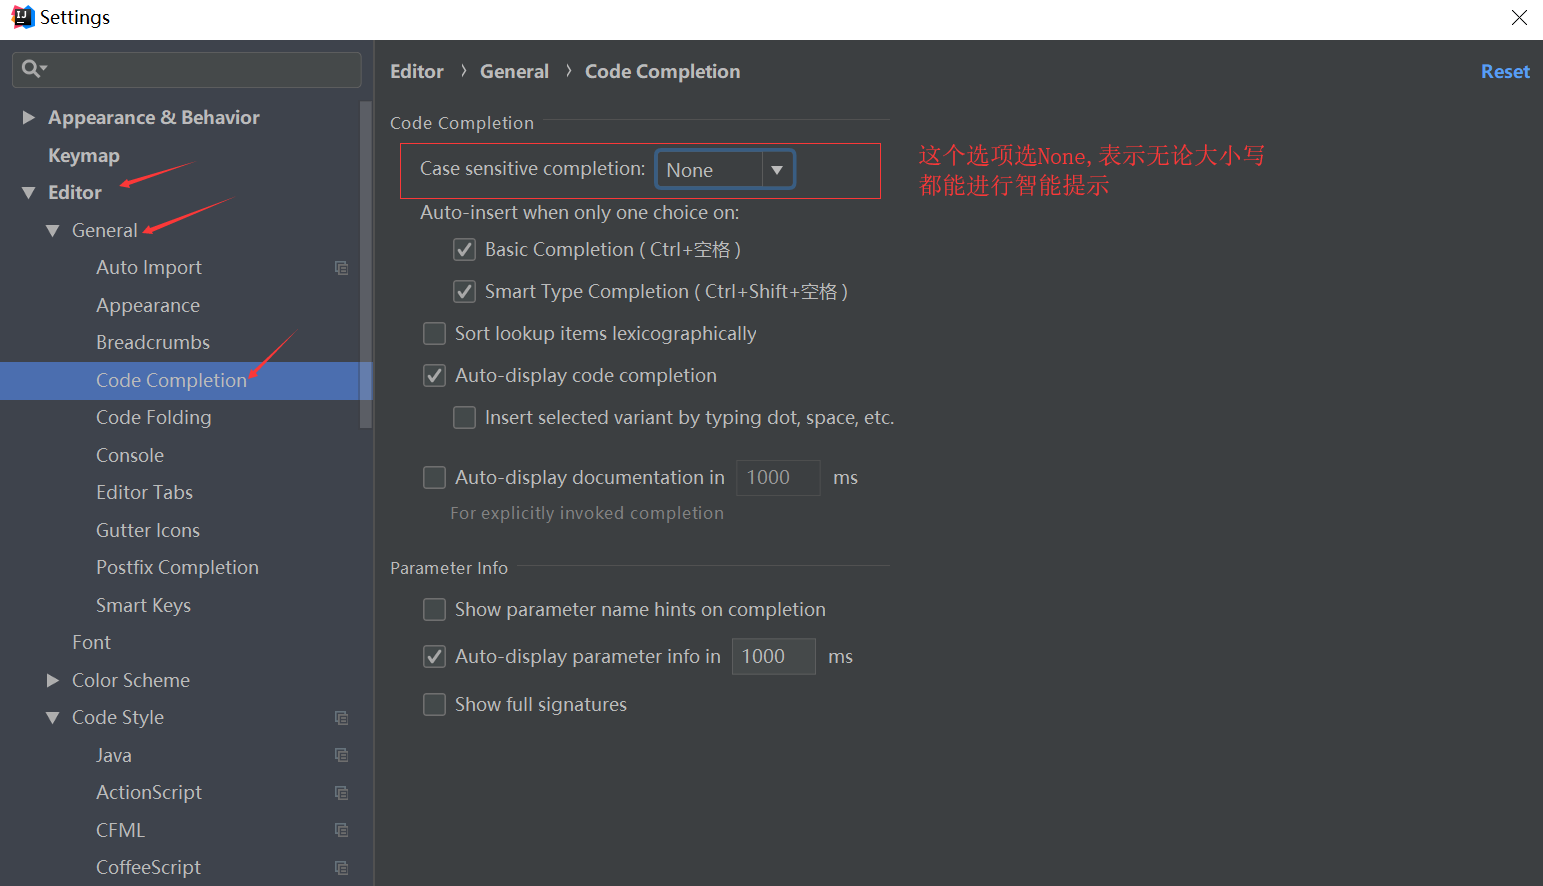 Settings
Editor › General › Code Completion
Reset
Appearance & Behavior
Keymap
Editor
General
Auto Import
Appearance
Breadcrumbs
Code Completion
Code Folding
Console
Editor Tabs
Gutter Icons
Postfix Completion
Smart Keys
Font
Color Scheme
Code Style
Java
ActionScript
CFML
CoffeeScript
Code Completion
Case sensitive completion: None
这个选项选None,表示无论大小写
都能进行智能提示
Auto-insert when only one choice on:
Basic Completion ( Ctrl+空格 )
Smart Type Completion ( Ctrl+Shift+空格 )
Sort lookup items lexicographically
Auto-display code completion
Insert selected variant by typing dot, space, etc.
Auto-display documentation in 1000 ms
For explicitly invoked completion
Parameter Info
Show parameter name hints on completion
Auto-display parameter info in 1000 ms
Show full signatures